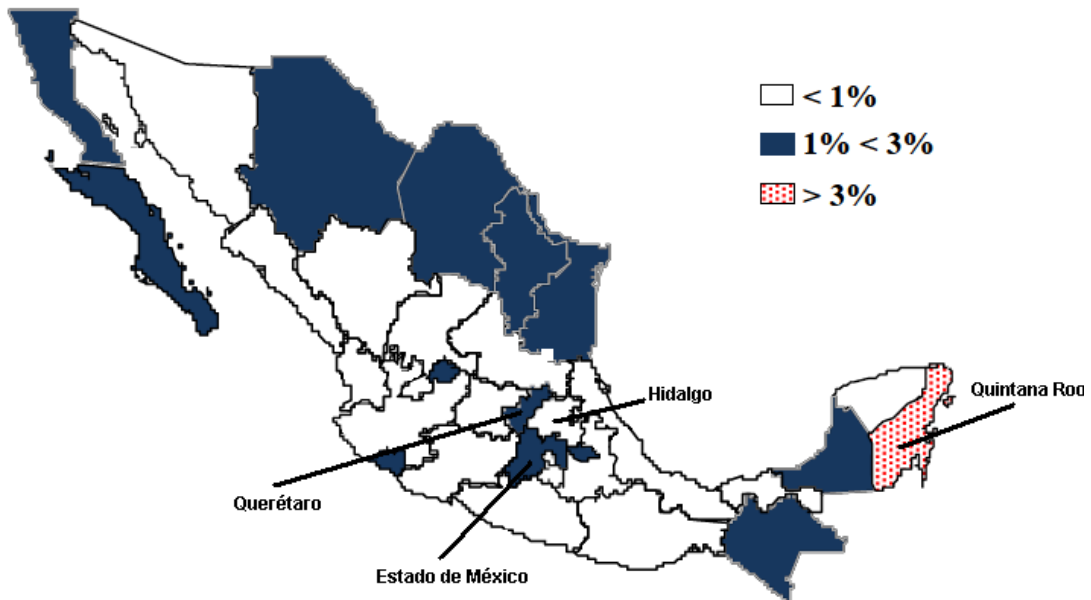 < 1%
1% < 3%
> 3%
Hidalgo
Quintana Roo
Querétaro
Estado de México